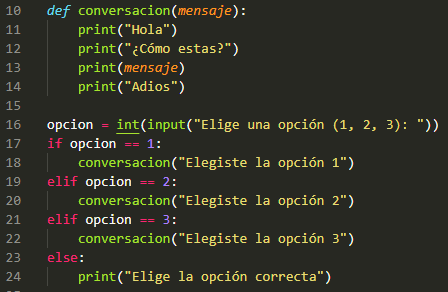 10 def conversacion(mensaje):
11     print("Hola")
12     print("¿Cómo estas?")
13     print(mensaje)
14     print("Adios")
15
16 opcion = int(input("Elige una opción (1, 2, 3): "))
17 if opcion == 1:
18     conversacion("Elegiste la opción 1")
19 elif opcion == 2:
20     conversacion("Elegiste la opción 2")
21 elif opcion == 3:
22     conversacion("Elegiste la opción 3")
23 else:
24     print("Elige la opción correcta")